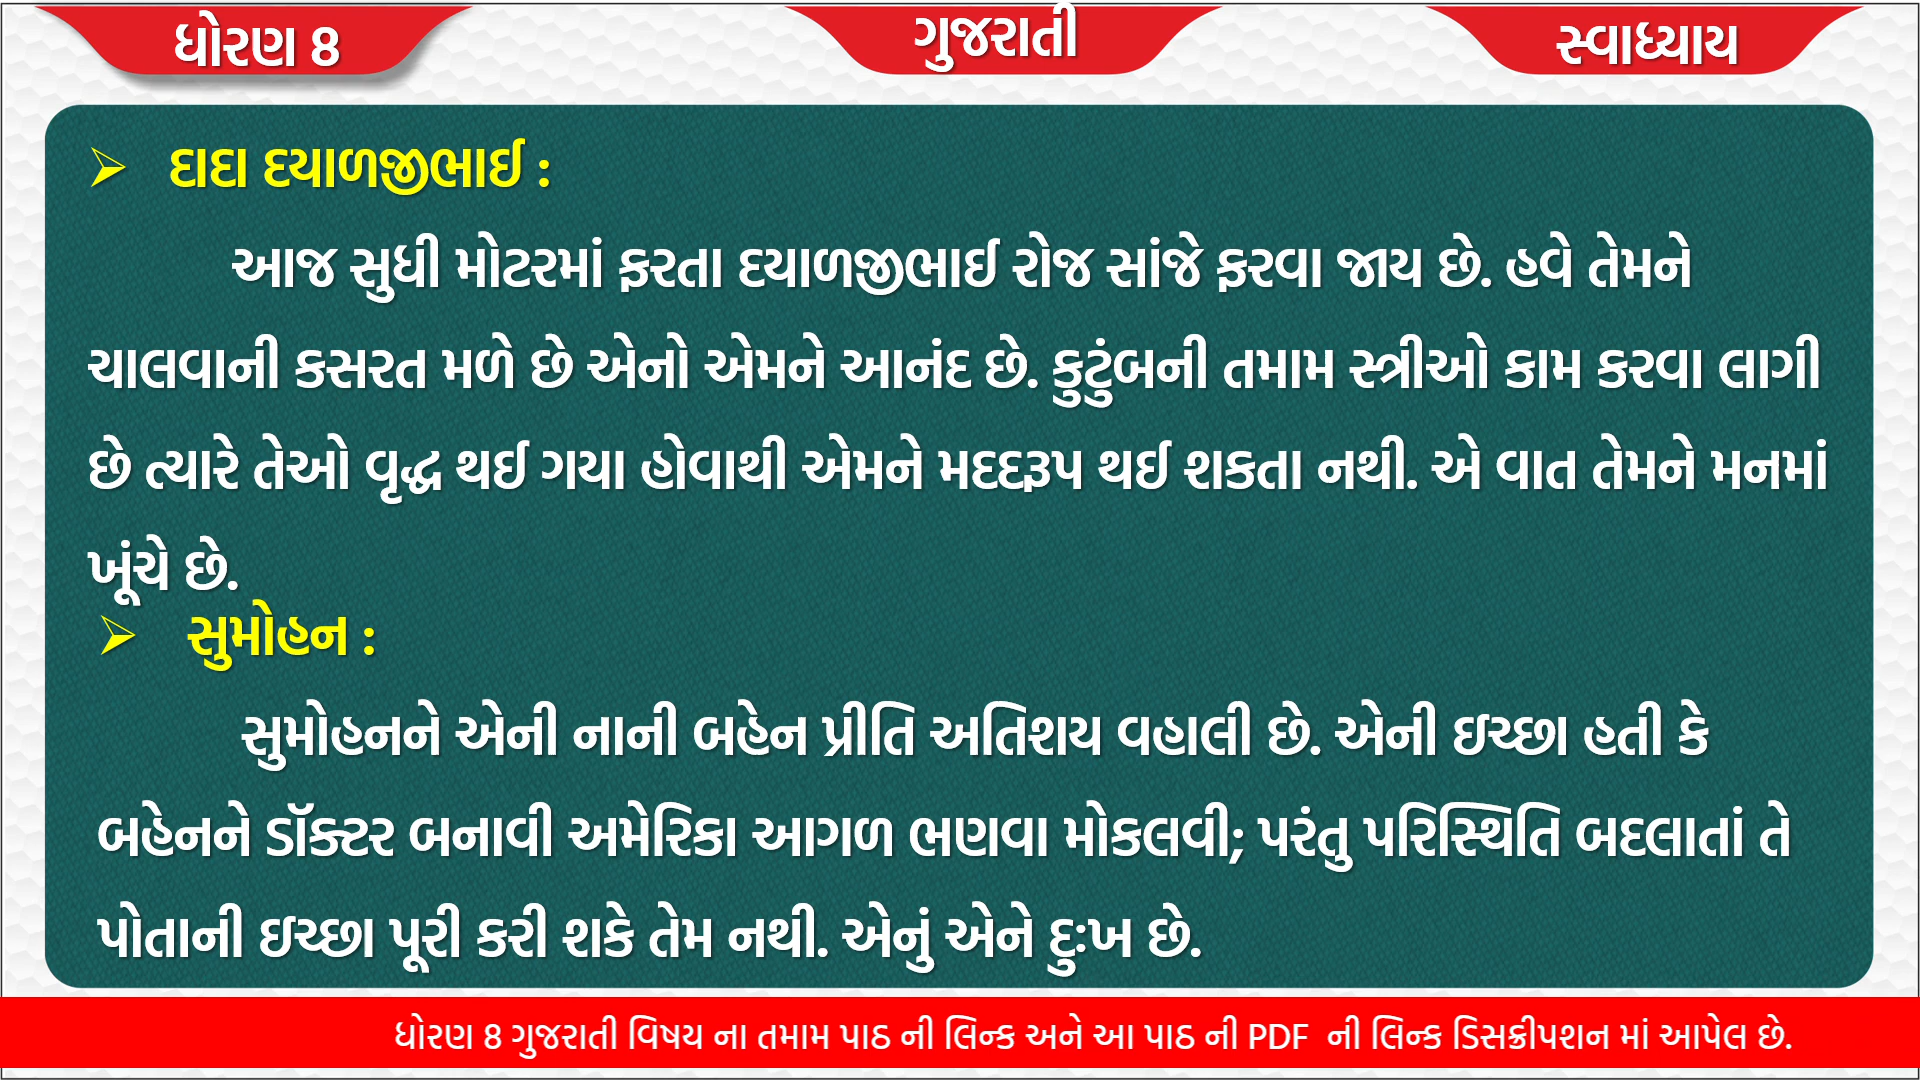 ધોરણ 8
ગુજરાતી
સ્વાધ્યાય
દાદા દયાળજીભાઈ :
આજ સુધી મોટરમાં ફરતા દયાળજીભાઈ રોજ સાંજે ફરવા જાય છે. હવે તેમને
ચાલવાની કસરત મળે છે એનો એમને આનંદ છે. કુટુંબની તમામ સ્ત્રીઓ કામ કરવા લાગી
છે ત્યારે તેઓ વૃદ્ધ થઈ ગયા હોવાથી એમને મદદરૂપ થઈ શકતા નથી. એ વાત તેમને મનમાં
ખૂંચે છે.
સુમોહન :
સુમોહનને એની નાની બહેન પ્રીતિ અતિશય વહાલી છે. એની ઇચ્છા હતી કે
બહેનને ડૉક્ટર બનાવી અમેરિકા આગળ ભણવા મોકલવી; પરંતુ પરિસ્થિતિ બદલાતાં તે
પોતાની ઇચ્છા પૂરી કરી શકે તેમ નથી. એનું એને દુઃખ છે.
ધોરણ 8 ગુજરાતી વિષય ના તમામ પાઠ ની લિન્ક અને આ પાઠ ની PDF ની લિન્ક ડિસક્રીપશન માં આપેલ છે.